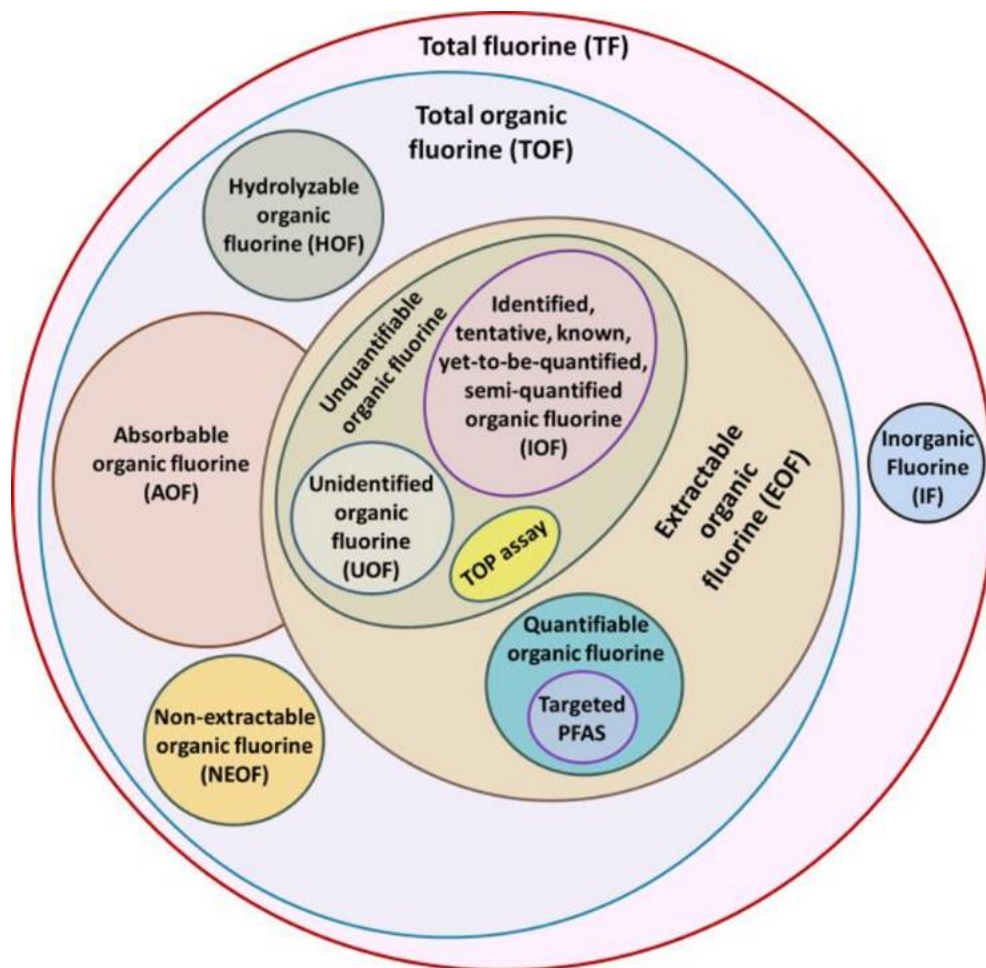 Total fluorine (TF)
Total organic
fluorine (TOF)
Hydrolyzable
organic
fluorine (HOF)
Unquantifiable
organic fluorine
Identified,
tentative, known,
yet-to-be-quantified,
semi-quantified
organic fluorine
(IOF)
Absorbable
organic fluorine
(AOF)
Unidentified
organic
fluorine
(UOF)
TOP assay
Extractable
organic
fluorine (EOF)
Inorganic
Fluorine
(IF)
Quantifiable
organic fluorine
Targeted
PFAS
Non-extractable
organic fluorine
(NEOF)